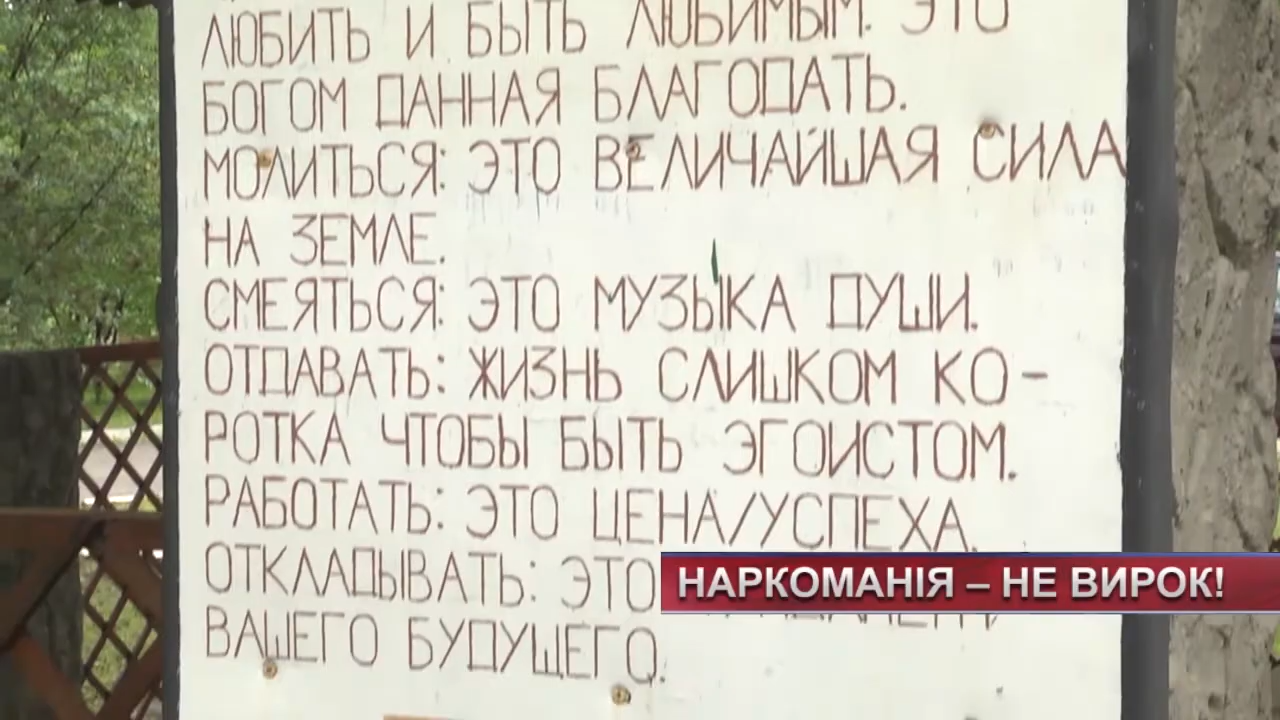 ЛЮБИТЬ И БЫТЬ ЛЮБИМЫМ: ЭТО
БОГОМ ДАННАЯ БЛАГОДАТЬ.
МОЛИТЬСЯ: ЭТО ВЕЛИЧАЙШАЯ СИЛА
НА ЗЕМЛЕ.
СМЕЯТЬСЯ: ЭТО МУЗЫКА ДУШИ.
ОТДАВАТЬ: ЖИЗНЬ СЛИШКОМ КО-
РОТКА ЧТОБЫ БЫТЬ ЭГОИСТОМ.
РАБОТАТЬ: ЭТО ЦЕНА/УСПЕХА.
ОТКЛАДЫВАТЬ: ЭТО
ВАШЕГО БУДУЩЕГО.
НАРКОМАНІЯ – НЕ ВИРОК!